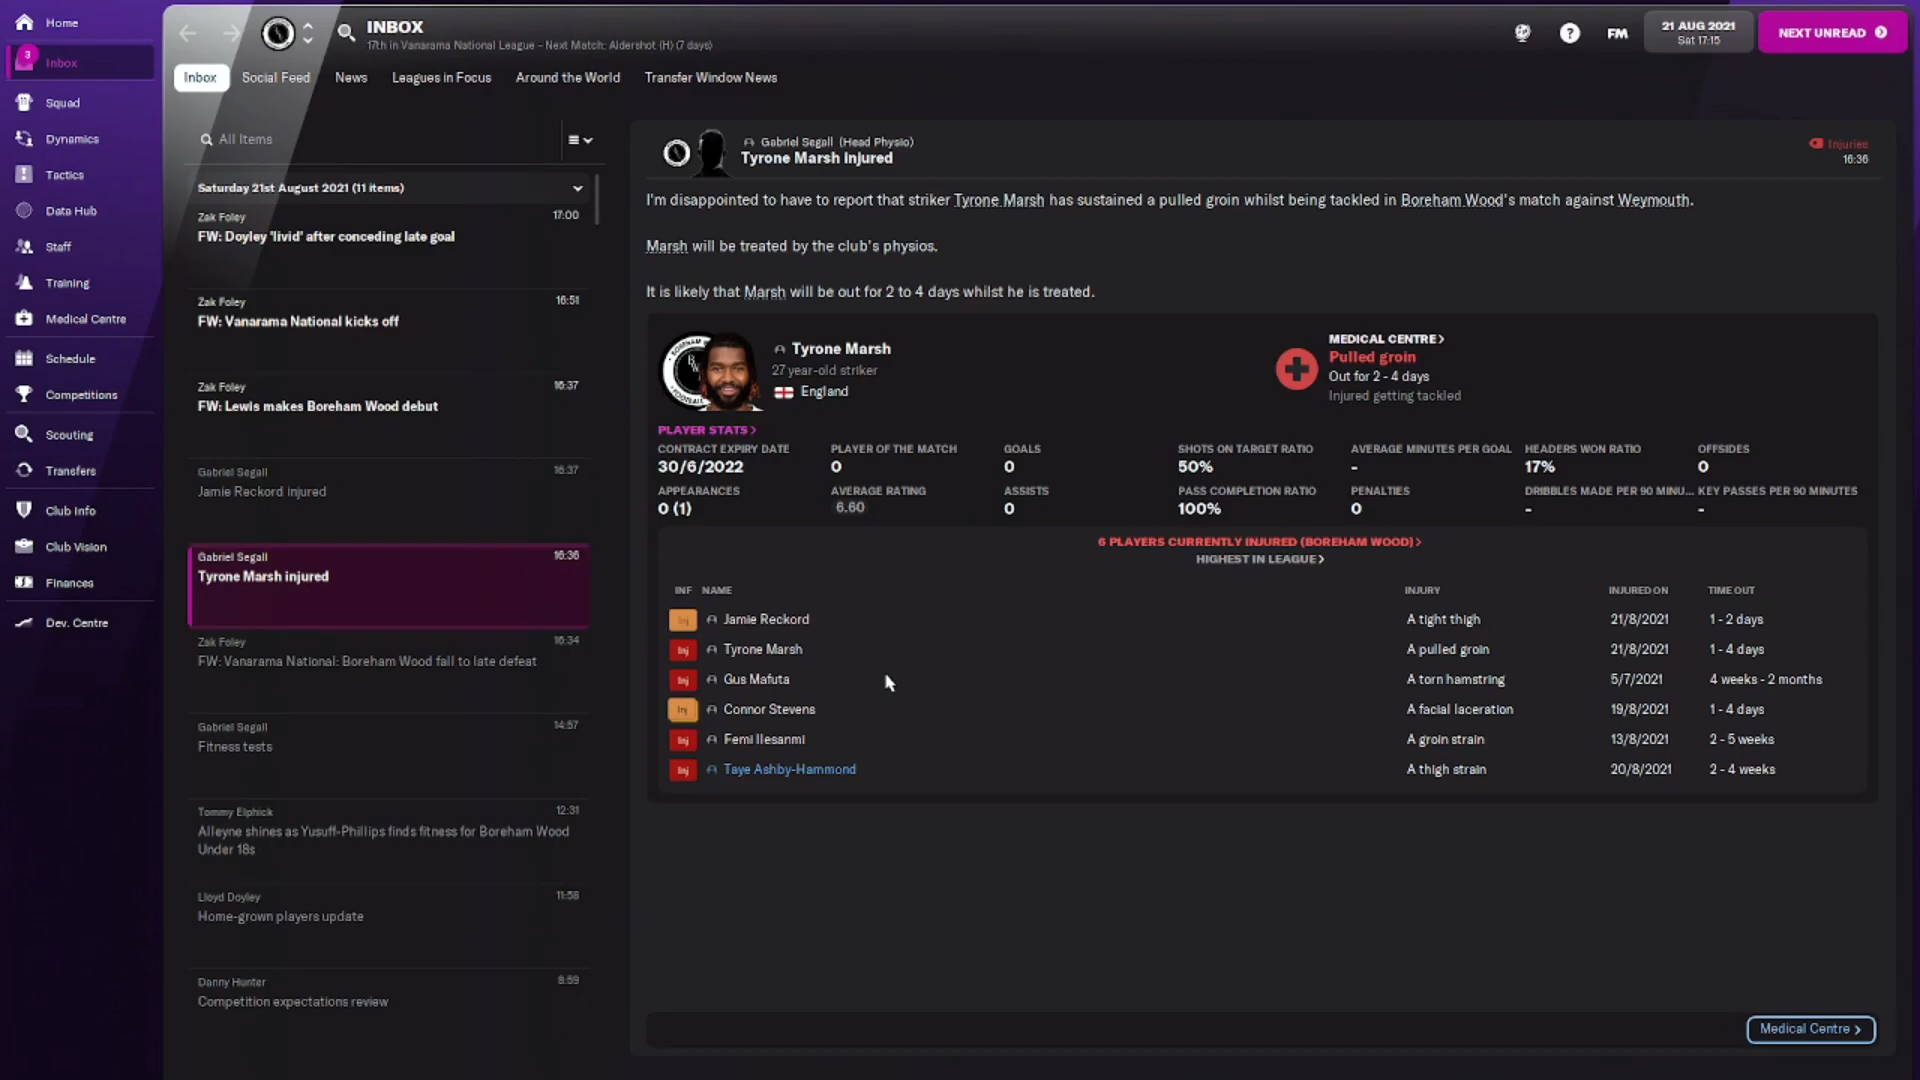 Home
3
Inbox
Squad
Dynamics
Tactics
Data Hub
Staff
Training
Medical Centre
Schedule
Competitions
Scouting
Transfers
Club Info
Club Vision
Finances
Dev. Centre
INBOX
17th in Vanarama National League - Next Match: Aldershot (H) (7 days)
?
FM
21 AUG 2021
Sat 17:15
NEXT UNREAD
Inbox
Social Feed
News
Leagues in Focus
Around the World
Transfer Window News
All Items
Saturday 21st August 2021 (11 items)
Zak Foley 17:00
FW: Doyley 'livid' after conceding late goal
Zak Foley 16:51
FW: Vanarama National kicks off
Zak Foley 16:37
FW: Lewis makes Boreham Wood debut
Gabriel Segall 16:37
Jamie Reckord injured
Gabriel Segall 16:36
Tyrone Marsh injured
Zak Foley 16:34
FW: Vanarama National: Boreham Wood fall to late defeat
Gabriel Segall 14:57
Fitness tests
Tommy Elphick 12:31
Alleyne shines as Yusuff-Phillips finds fitness for Boreham Wood
Under 18s
Lloyd Doyley 11:58
Home-grown players update
Danny Hunter 8:59
Competition expectations review
Gabriel Segall (Head Physio)
Tyrone Marsh injured
Injuries
16:36
I'm disappointed to have to report that striker Tyrone Marsh has sustained a pulled groin whilst being tackled in Boreham Wood's match against Weymouth.
Marsh will be treated by the club's physios.
It is likely that Marsh will be out for 2 to 4 days whilst he is treated.
Tyrone Marsh
27 year-old striker
England
MEDICAL CENTRE >
Pulled groin
Out for 2 - 4 days
Injured getting tackled
PLAYER STATS >
CONTRACT EXPIRY DATE PLAYER OF THE MATCH GOALS SHOTS ON TARGET RATIO AVERAGE MINUTES PER GOAL HEADERS WON RATIO OFFSIDES
30/6/2022 0 0 50% - 17% 0
APPEARANCES AVERAGE RATING ASSISTS PASS COMPLETION RATIO PENALTIES DRIBBLES MADE PER 90 MINU... KEY PASSES PER 90 MINUTES
0 (1) 6.60 0 100% 0 - -
6 PLAYERS CURRENTLY INJURED (BOREHAM WOOD) >
HIGHEST IN LEAGUE >
INF NAME INJURY INJURED ON TIME OUT
Inj Jamie Reckord A tight thigh 21/8/2021 1 - 2 days
Inj Tyrone Marsh A pulled groin 21/8/2021 1 - 4 days
Inj Gus Mafuta A torn hamstring 5/7/2021 4 weeks - 2 months
Inj Connor Stevens A facial laceration 19/8/2021 1 - 4 days
Inj Femi Ilesanmi A groin strain 13/8/2021 2 - 5 weeks
Inj Taye Ashby-Hammond A thigh strain 20/8/2021 2 - 4 weeks
Medical Centre >